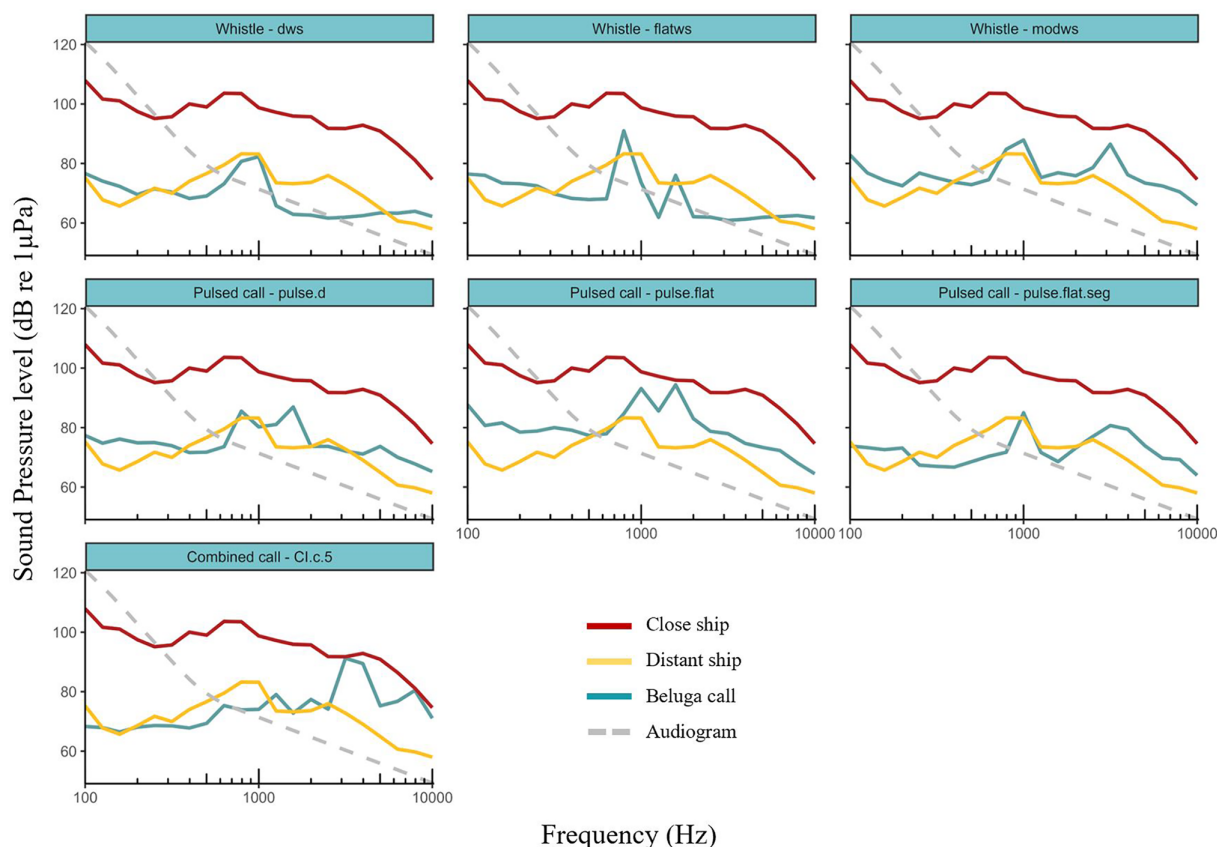 Whistle - dws
Whistle - flatws
Whistle - modws
120
100
80
60
Pulsed call - pulse.d
Pulsed call - pulse.flat
Pulsed call - pulse.flat.seg
120
100
80
60
100
1000
10000
100
1000
10000
Combined call - CI.c.5
120
100
80
60
100
1000
10000
Sound Pressure level (dB re 1µPa)
Close ship
Distant ship
Beluga call
Audiogram
Frequency (Hz)